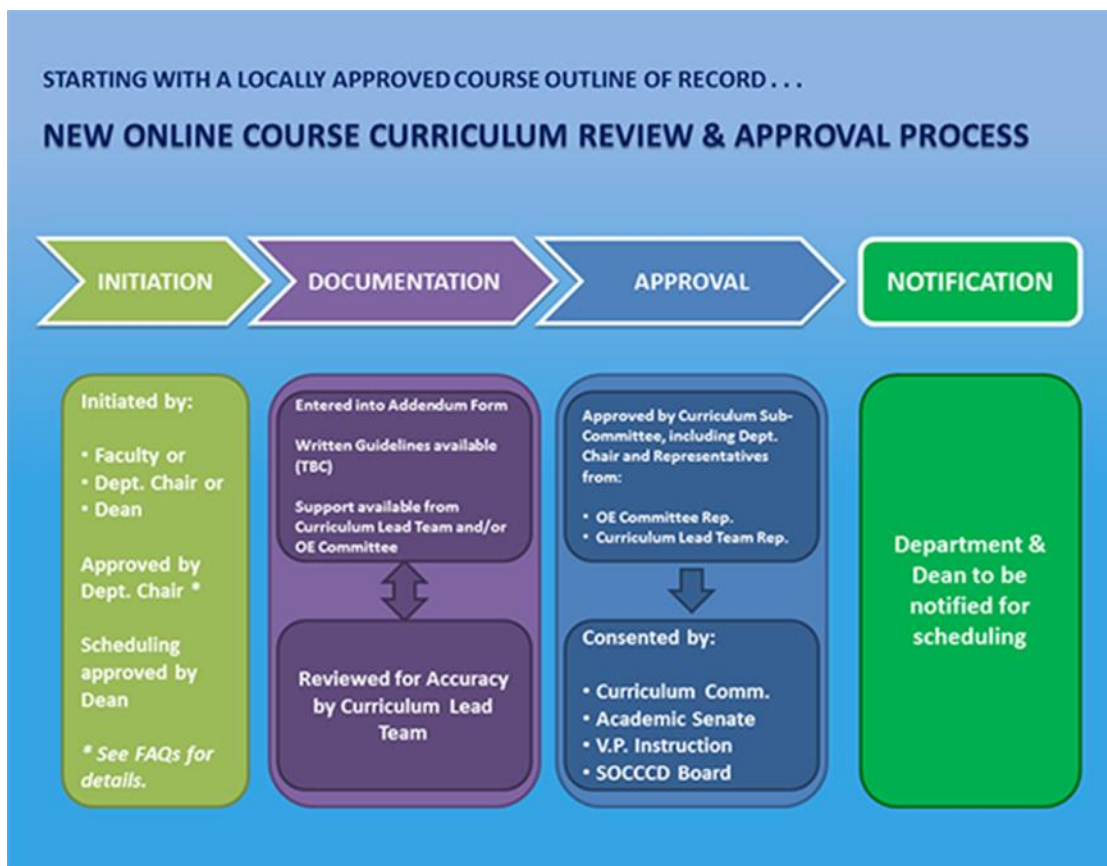 STARTING WITH A LOCALLY APPROVED COURSE OUTLINE OF RECORD . . .
NEW ONLINE COURSE CURRICULUM REVIEW & APPROVAL PROCESS
INITIATION
DOCUMENTATION
APPROVAL
NOTIFICATION
Initiated by:
• Faculty or
• Dept. Chair or
• Dean
Approved by
Dept. Chair *
Scheduling
approved by
Dean
* See FAQs for
details.
Entered into Addendum Form
Written Guidelines available
(TBC)
Support available from
Curriculum Lead Team and/or
OE Committee
Reviewed for Accuracy
by Curriculum Lead
Team
Approved by Curriculum Sub-
Committee, including Dept.
Chair and Representatives
from:
• OE Committee Rep.
• Curriculum Lead Team Rep.
Consented by:
• Curriculum Comm.
• Academic Senate
• V.P. Instruction
• SOCCCD Board
Department &
Dean to be
notified for
scheduling